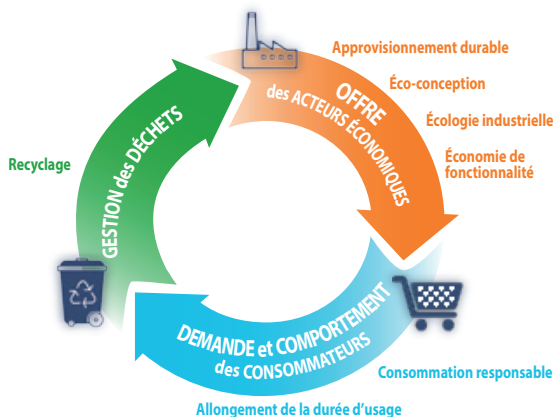 Approvisionnement durable
Éco-conception
Écologie industrielle
Économie de
fonctionnalité
OFFRE
des ACTEURS ÉCONOMIQUES
Recyclage
GESTION des DÉCHETS
DEMANDE et COMPORTEMENT
des CONSOMMATEURS
Consommation responsable
Allongement de la durée d'usage